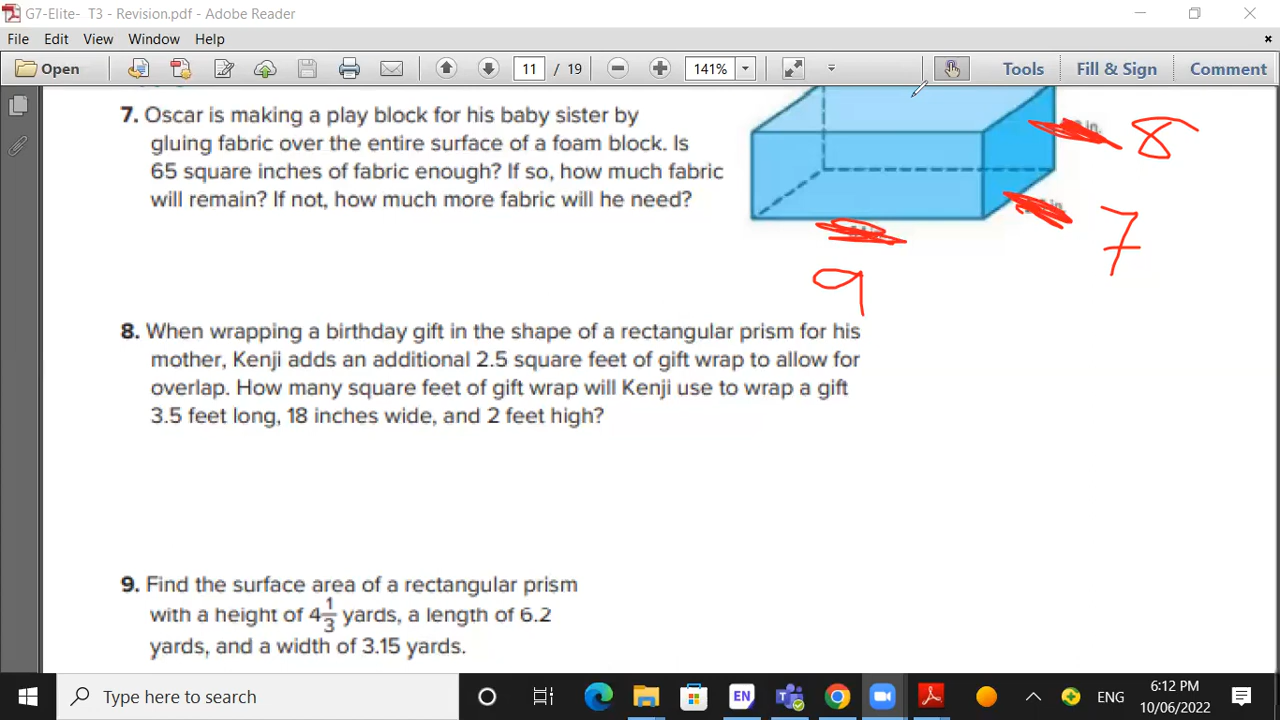 G7-Elite- T3 - Revision.pdf - Adobe Reader
File Edit View Window Help
Open 11 / 19 141% Tools Fill & Sign Comment
7. Oscar is making a play block for his baby sister by
gluing fabric over the entire surface of a foam block. Is
65 square inches of fabric enough? If so, how much fabric
will remain? If not, how much more fabric will he need?
in. 8
in. 7
9
8. When wrapping a birthday gift in the shape of a rectangular prism for his
mother, Kenji adds an additional 2.5 square feet of gift wrap to allow for
overlap. How many square feet of gift wrap will Kenji use to wrap a gift
3.5 feet long, 18 inches wide, and 2 feet high?
9. Find the surface area of a rectangular prism
with a height of 4 1/3 yards, a length of 6.2
yards, and a width of 3.15 yards.
Type here to search
EN
ENG
6:12 PM
10/06/2022